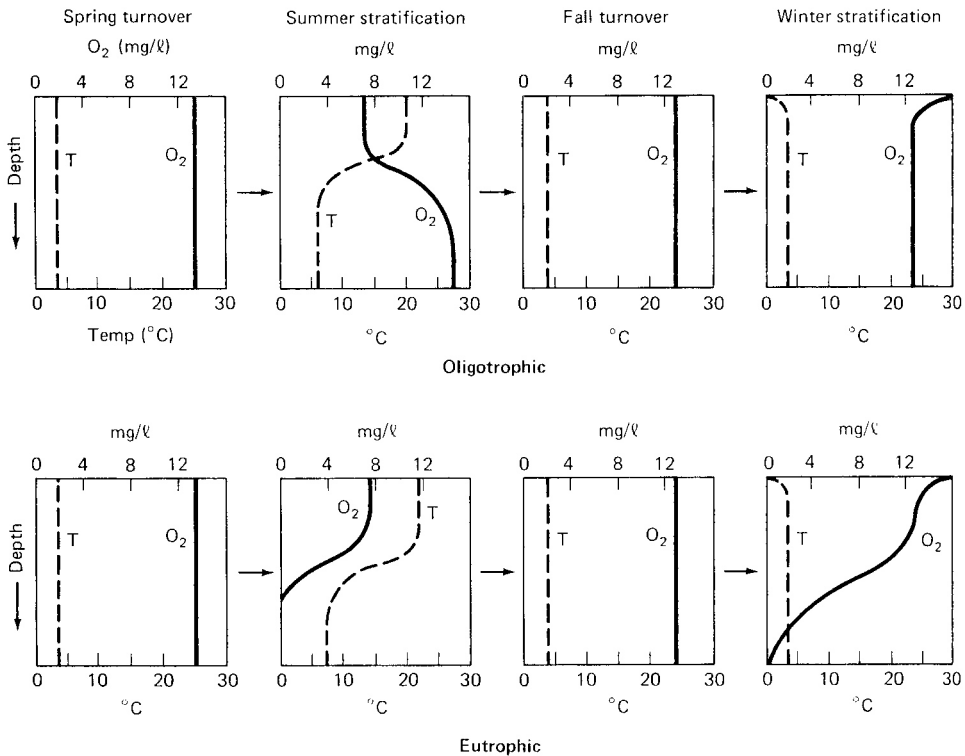 Spring turnover
Summer stratification
Fall turnover
Winter stratification
O₂ (mg/ℓ)
mg/ℓ
mg/ℓ
mg/ℓ
0 4 8 12
0 4 8 12
0 4 8 12
0 4 8 12
Depth
T O₂
T O₂
T O₂
T O₂
0 10 20 30
0 10 20 30
0 10 20 30
0 10 20 30
Temp (°C)
°C
°C
°C
Oligotrophic
mg/ℓ
mg/ℓ
mg/ℓ
mg/ℓ
0 4 8 12
0 4 8 12
0 4 8 12
0 4 8 12
Depth
T O₂
O₂ T
T O₂
T O₂
0 10 20 30
0 10 20 30
0 10 20 30
0 10 20 30
°C
°C
°C
°C
Eutrophic